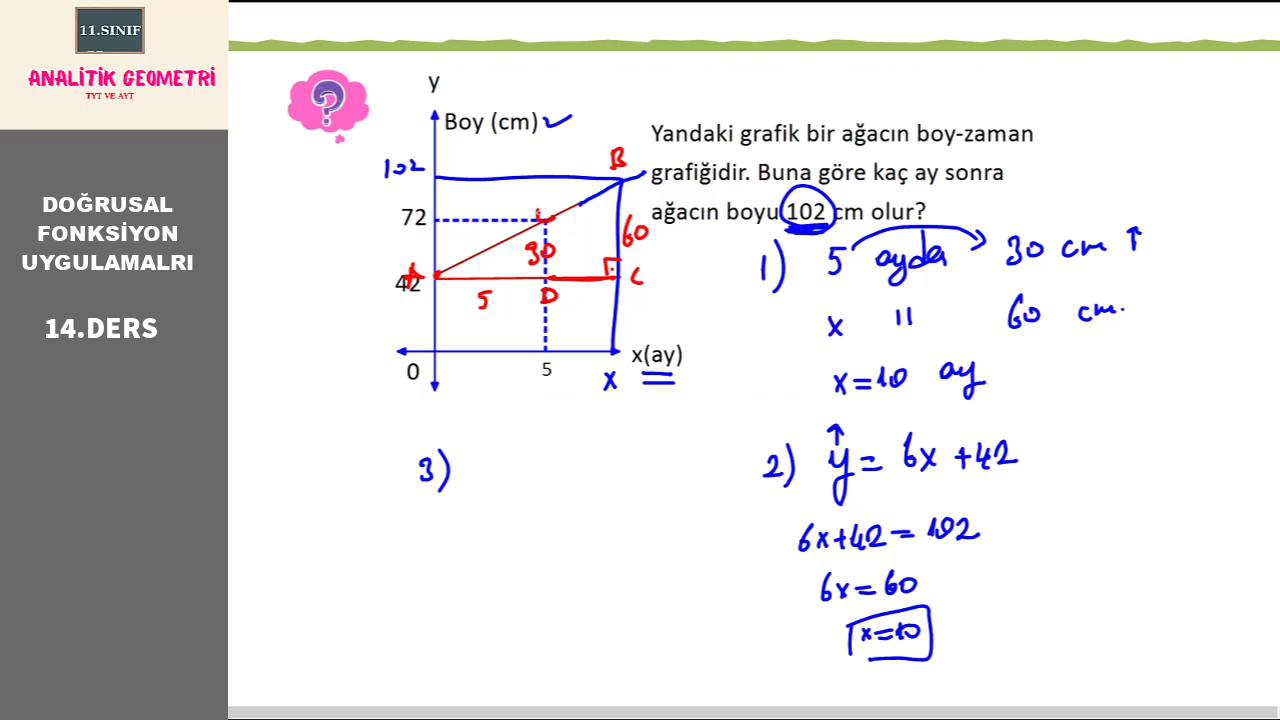 11.SINIF
ANALİTİK GEOMETRİ
TYT VE AYT
DOĞRUSAL
FONKSİYON
UYGULAMALRI
14.DERS
?
y
Boy (cm)
102
72
42
0
5
x
x(ay)
A
B
C
D
5
30
60
Yandaki grafik bir ağacın boy-zaman
grafiğidir. Buna göre kaç ay sonra
ağacın boyu 102 cm olur?
1) 5 ayda 30 cm ↑
x " 60 cm.
x=10 ay
2) y = 6x +42
6x+42=102
6x=60
x=10
3)